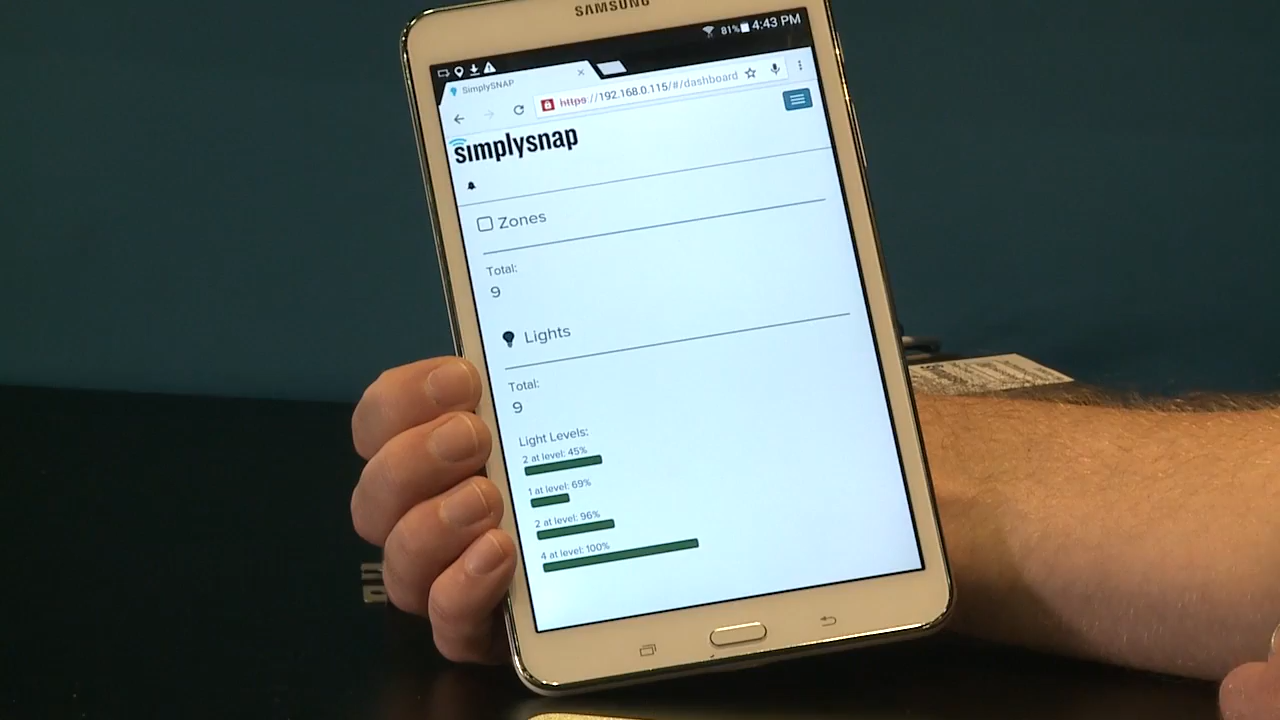 SAMSUNG
81% 4:43 PM
SimplySNAP
https://192.168.0.115/#/dashboard
simplysnap
Zones
Total:
9
Lights
Total:
9
Light Levels:
2 at level: 45%
1 at level: 69%
2 at level: 96%
4 at level: 100%